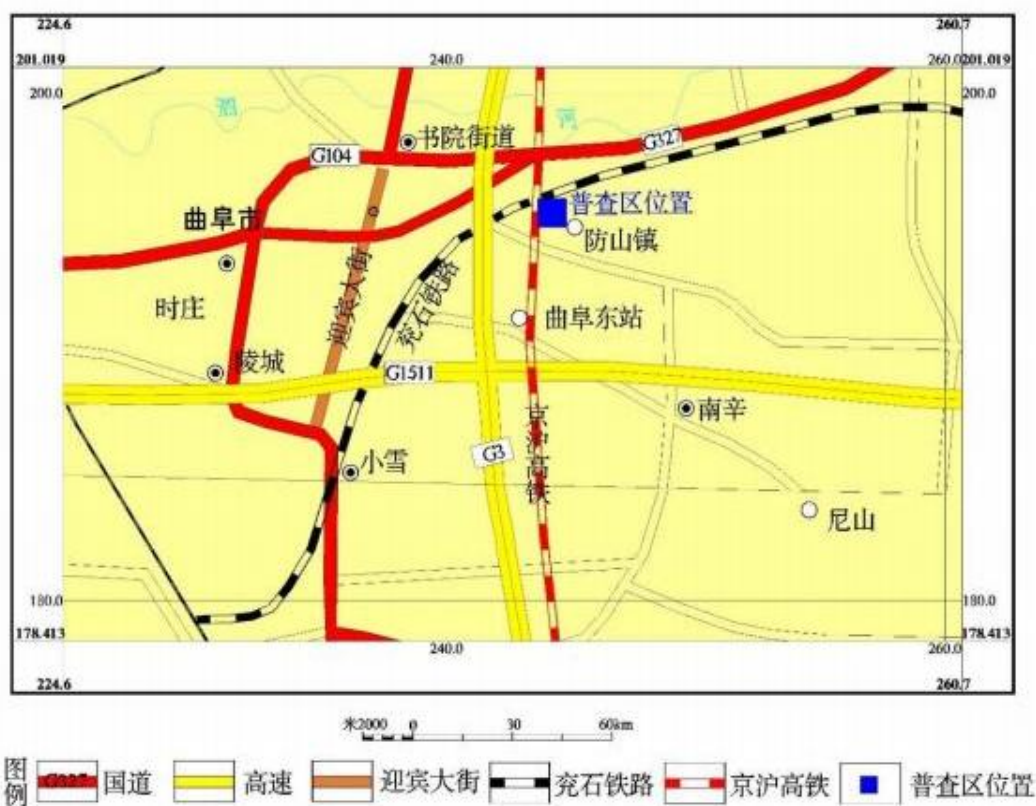 224.6 260.7
201.019 240.0 260.0 201.019
200.0 200.0
泗 河
书院街道
G104 G327
曲阜市 普查区位置
防山镇
迎宾大街 兖石铁路
时庄 曲阜东站
陵城 G1511
南辛
京沪高铁
G3
小雪
尼山
180.0 180.0
178.413 178.413
240.0 260.0
224.6 260.7
米2000 0 30 60km
图例 G327 国道 高速 迎宾大街 兖石铁路 京沪高铁 普查区位置